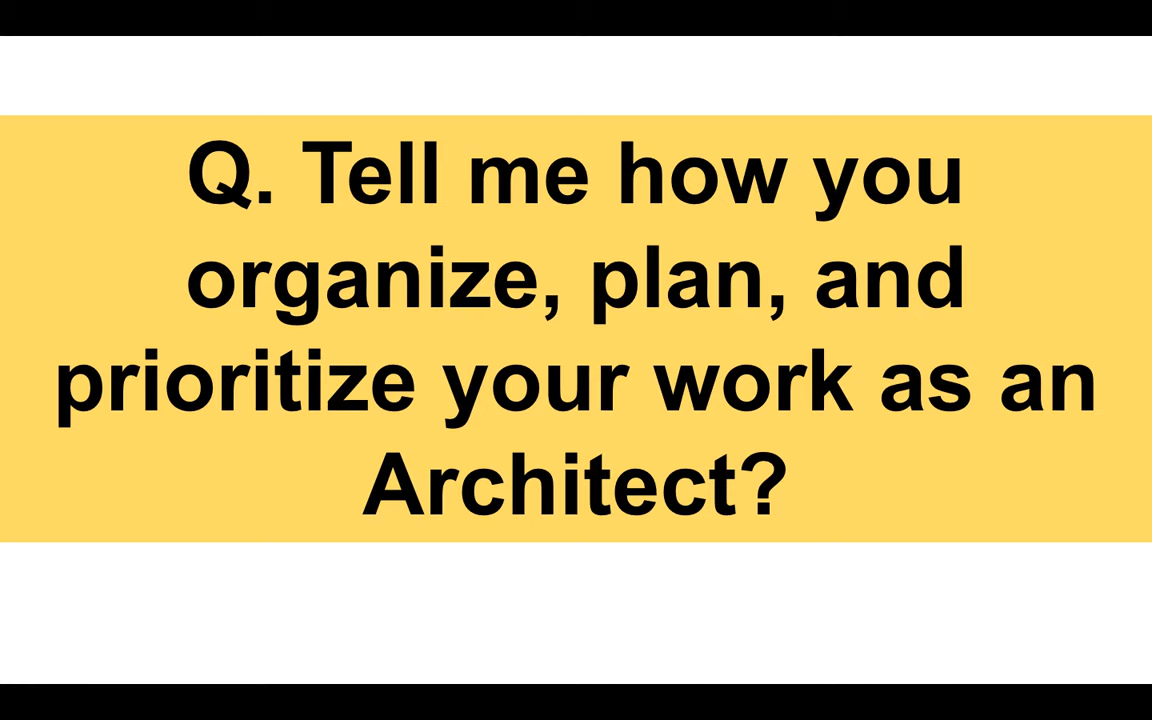 Q. Tell me how you
organize, plan, and
prioritize your work as an
Architect?